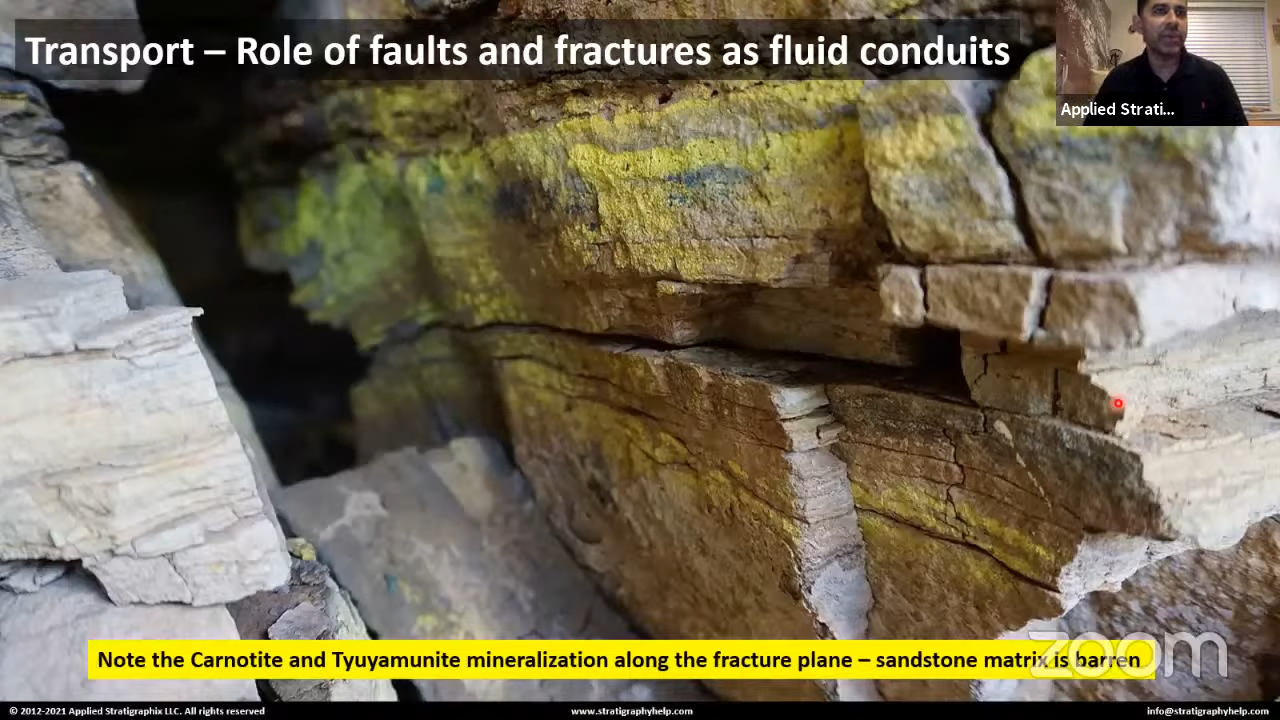 Transport – Role of faults and fractures as fluid conduits
Applied Strati...
Note the Carnotite and Tyuyamunite mineralization along the fracture plane – sandstone matrix is barren
zoom
© 2012-2021 Applied Stratigraphix LLC. All rights reserved
www.stratigraphyhelp.com
info@stratigraphyhelp.com